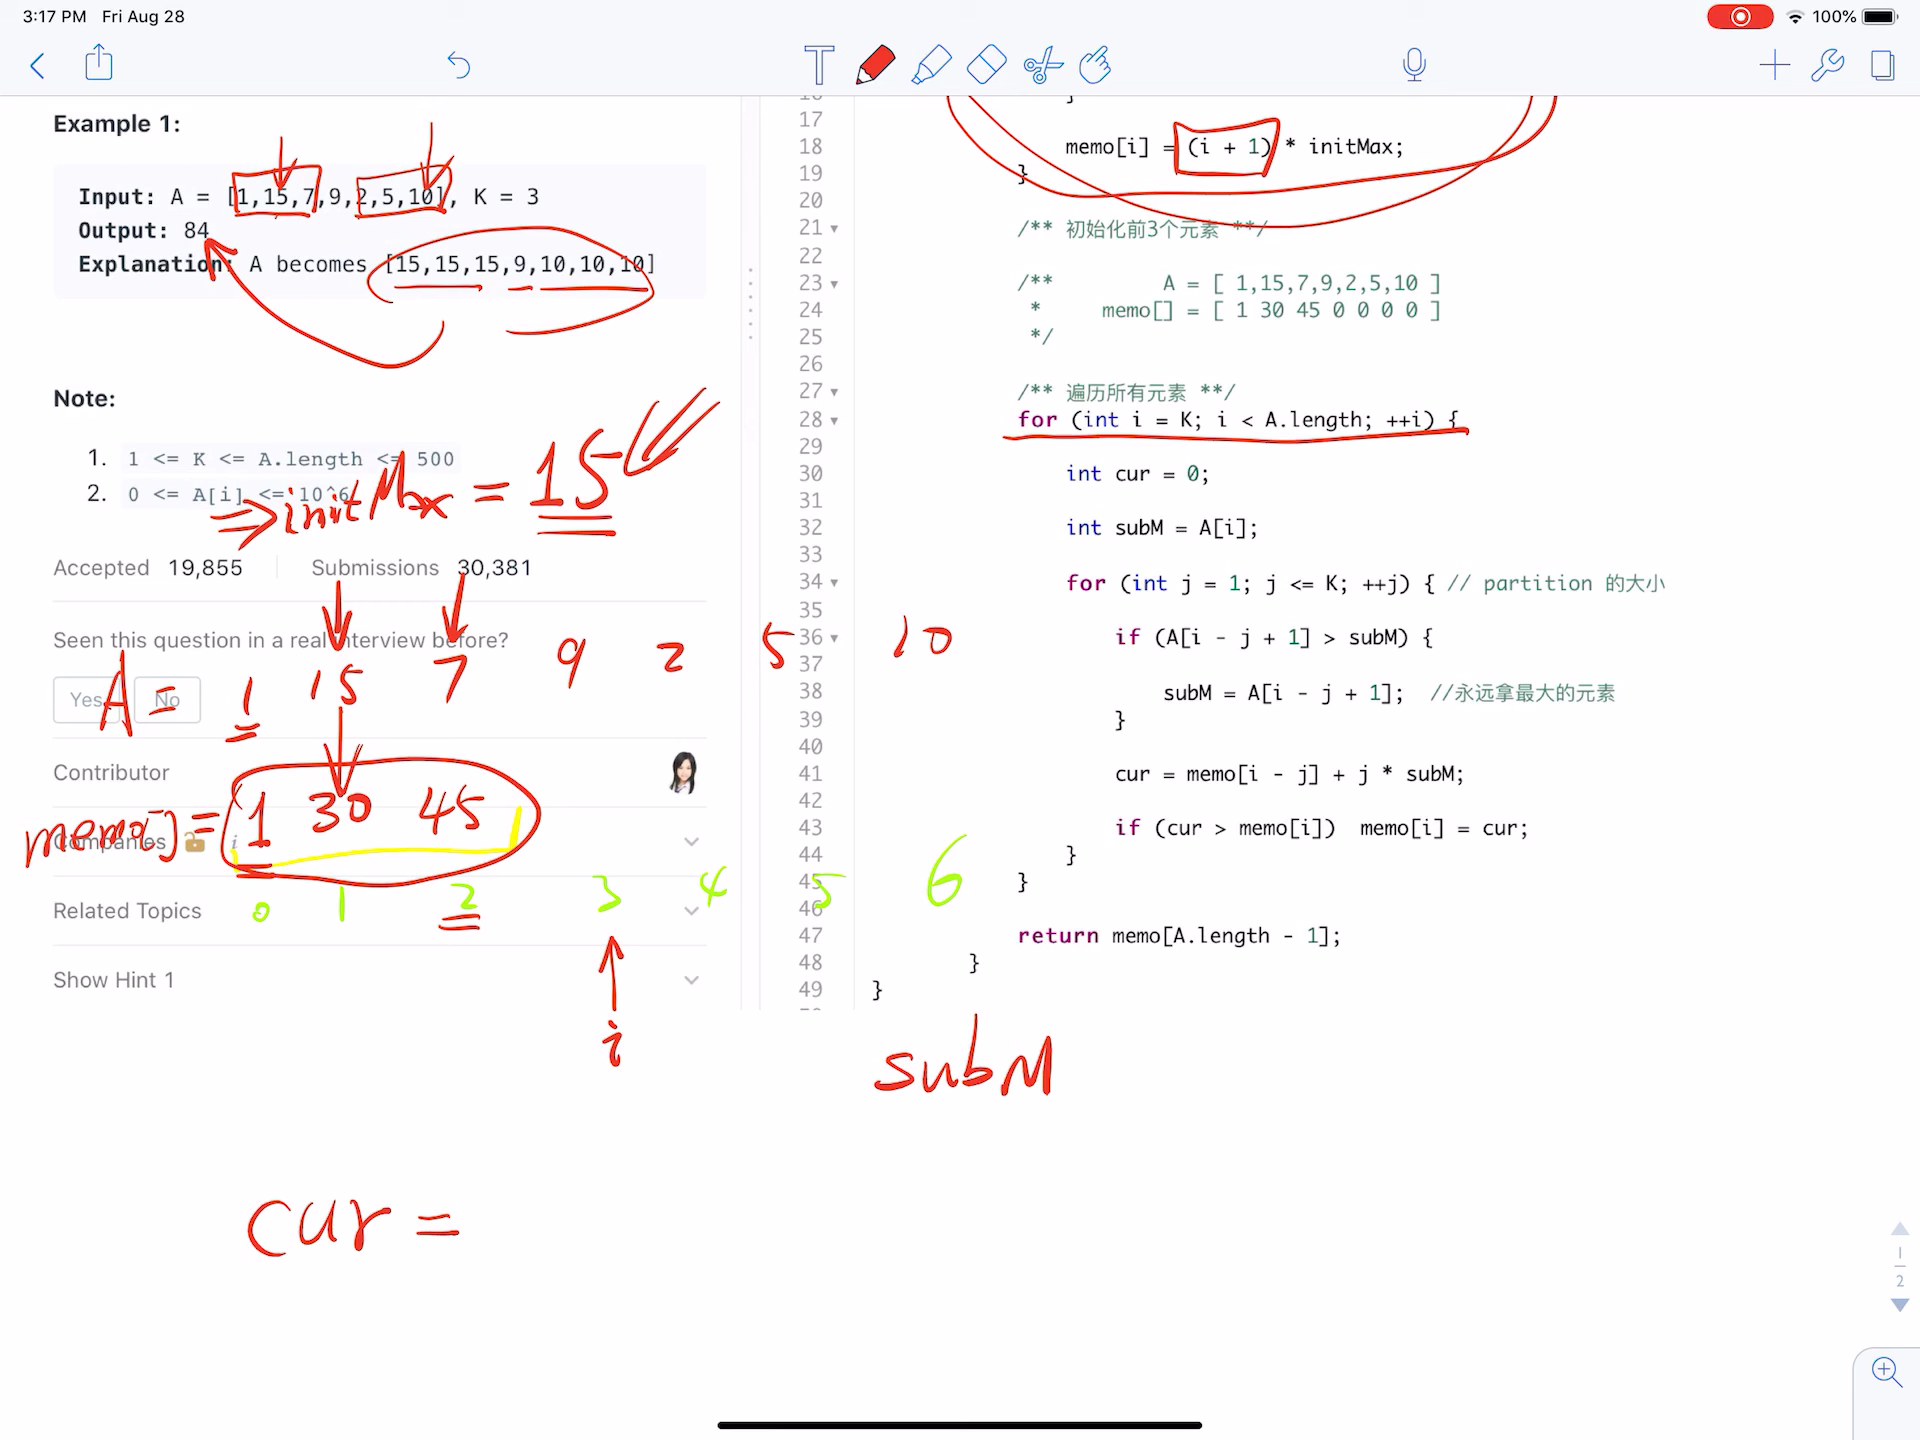 3:17 PM Fri Aug 28
100%
Example 1:
Input: A = [1,15,7,9,2,5,10], K = 3
Output: 84
Explanation: A becomes [15,15,15,9,10,10,10]
Note:
1. 1 <= K <= A.length <= 500
2. 0 <= A[i] <= 10^6
⇒ initMax = 15
Accepted 19,855 Submissions 30,381
Seen this question in a real interview before?
Yes No
A = 1 15 7 9 2 5 10
Contributor
memo[] = 1 30 45
Companies i
0 1 2 3 4 5 6
Related Topics
Show Hint 1
i
subM
cur =
17
18 memo[i] = (i + 1) * initMax;
19 }
20
21 /** 初始化前3个元素 **/
22
23 /** A = [ 1,15,7,9,2,5,10 ]
24 * memo[] = [ 1 30 45 0 0 0 0 ]
25 */
26
27 /** 遍历所有元素 **/
28 for (int i = K; i < A.length; ++i) {
29
30 int cur = 0;
31
32 int subM = A[i];
33
34 for (int j = 1; j <= K; ++j) { // partition 的大小
35
36 if (A[i - j + 1] > subM) {
37
38 subM = A[i - j + 1]; //永远拿最大的元素
39 }
40
41 cur = memo[i - j] + j * subM;
42
43 if (cur > memo[i]) memo[i] = cur;
44 }
45 }
46
47 return memo[A.length - 1];
48 }
49 }
1
2